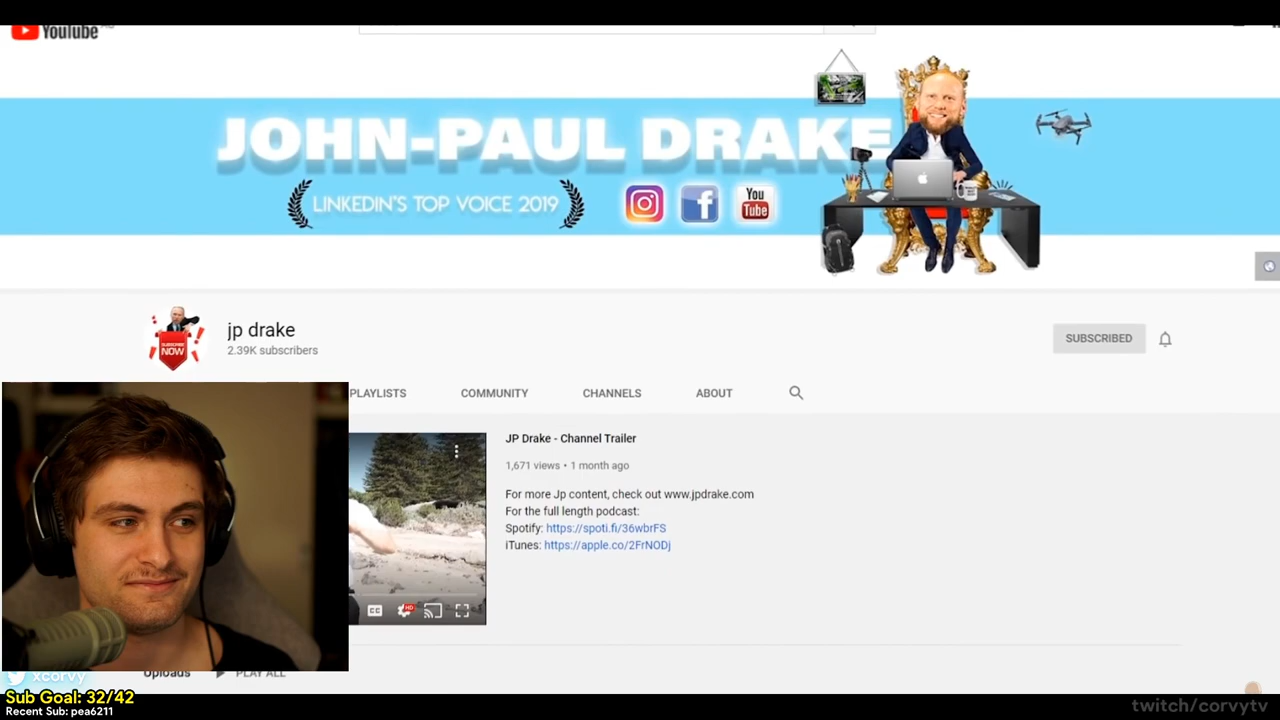 YouTube
JOHN-PAUL DRAKE
LINKEDIN'S TOP VOICE 2019
You
Tube
SUBSCRIBE
NOW
jp drake
2.39K subscribers
SUBSCRIBED
PLAYLISTS
COMMUNITY
CHANNELS
ABOUT
JP Drake - Channel Trailer
1,671 views • 1 month ago
For more Jp content, check out www.jpdrake.com
For the full length podcast:
Spotify: https://spoti.fi/36wbrFS
iTunes: https://apple.co/2FrNODj
CC
HD
xcorvy
Uploads
PLAY ALL
Sub Goal: 32/42
Recent Sub: pea6211
twitch/corvytv